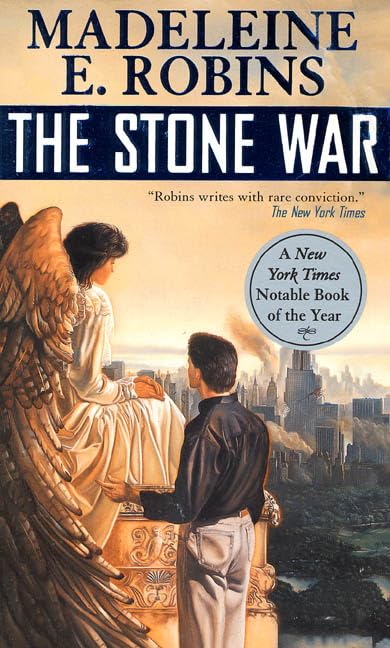 MADELEINE
E. ROBINS
THE STONE WAR
"Robins writes with rare conviction."
The New York Times
A New
York Times
Notable Book
of the Year